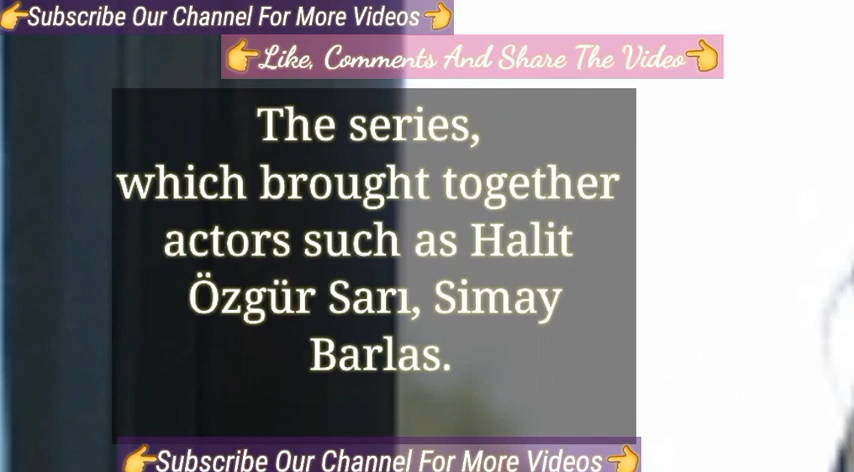 👉Subscribe Our Channel For More Videos👈
👉Like, Comments And Share The Video👈
The series,
which brought together
actors such as Halit
Özgür Sarı, Simay
Barlas.
👉Subscribe Our Channel For More Videos👈